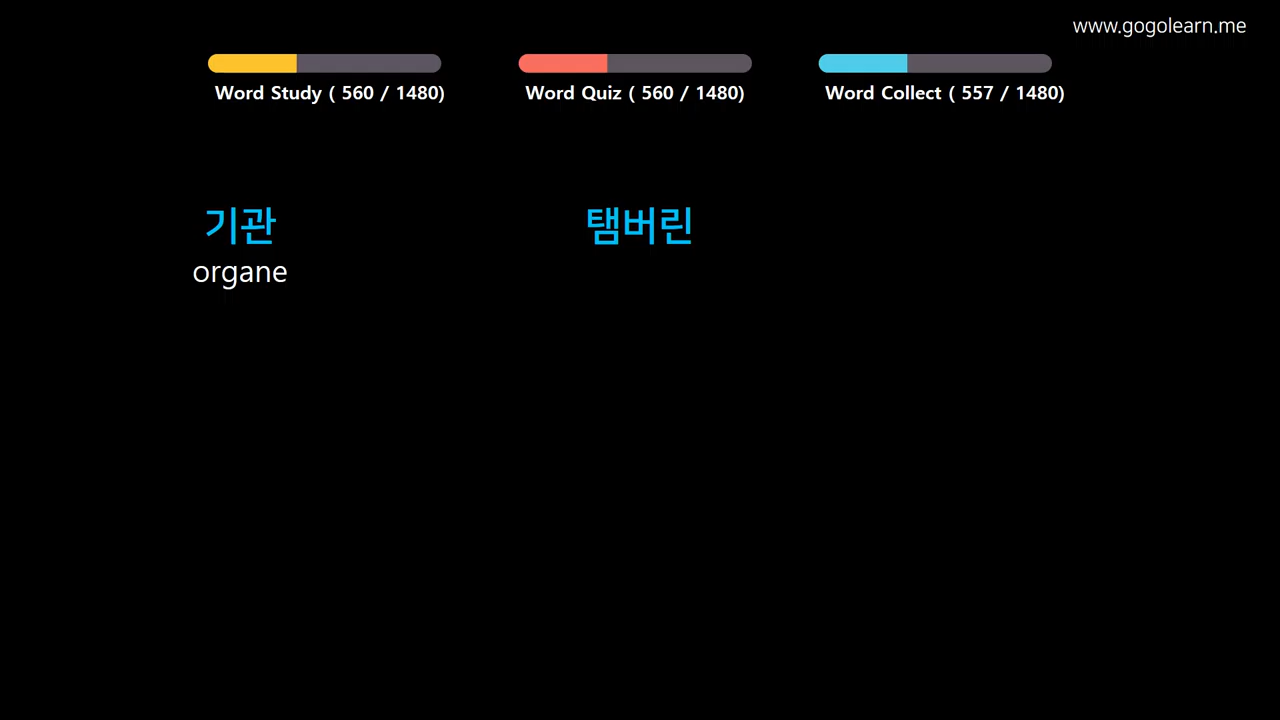 www.gogolearn.me
Word Study ( 560 / 1480)
Word Quiz ( 560 / 1480)
Word Collect ( 557 / 1480)
기관
탬버린
organe